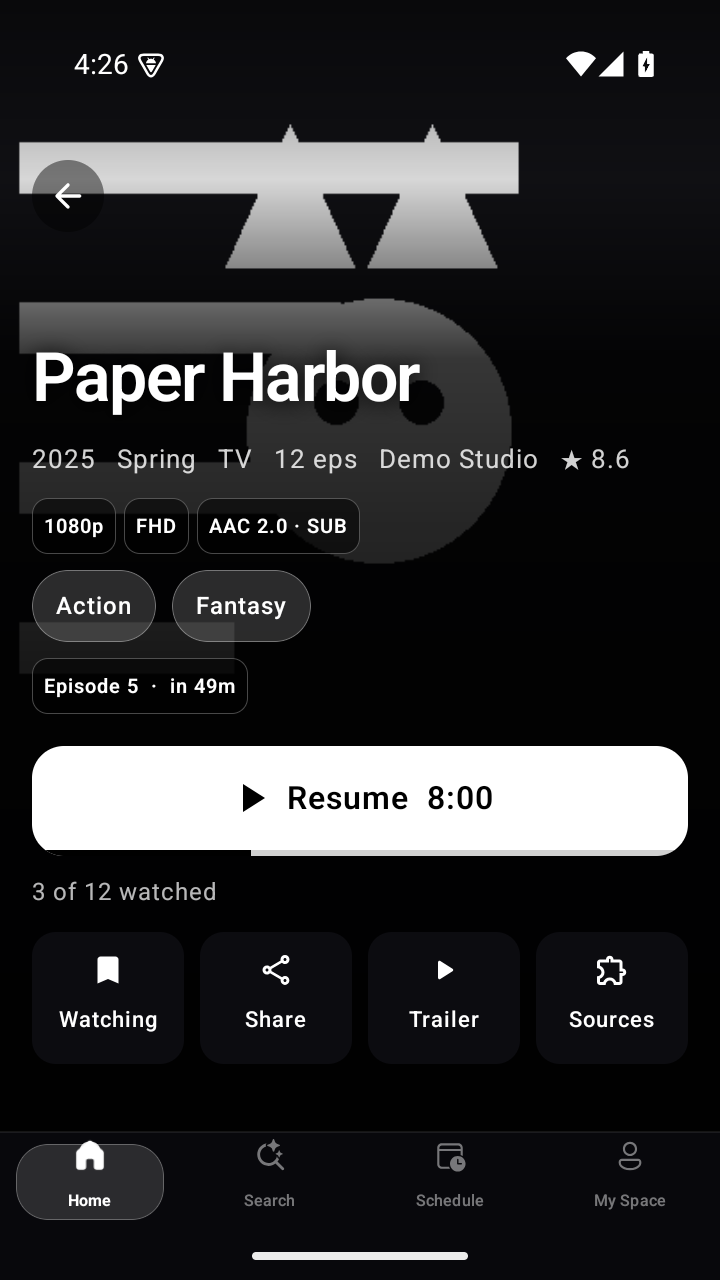 4:26
Paper Harbor
2025 Spring TV 12 eps Demo Studio ★ 8.6
1080p FHD AAC 2.0 · SUB
Action Fantasy
Episode 5 · in 49m
Resume 8:00
3 of 12 watched
Watching Share Trailer Sources
Home Search Schedule My Space